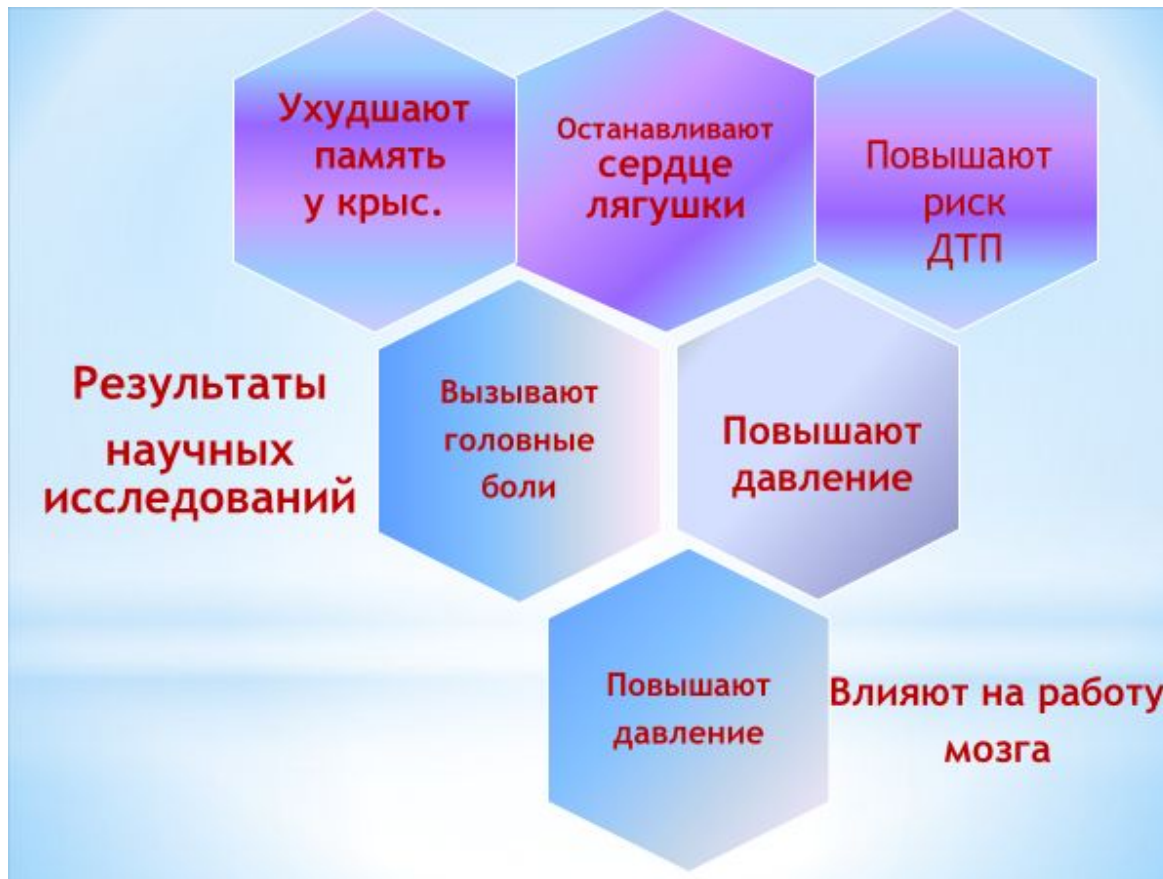 Ухудшают
память
у крыс.
Останавливают
сердце
лягушки
Повышают
риск
ДТП
Результаты
научных
исследований
Вызывают
головные
боли
Повышают
давление
Повышают
давление
Влияют на работу
мозга